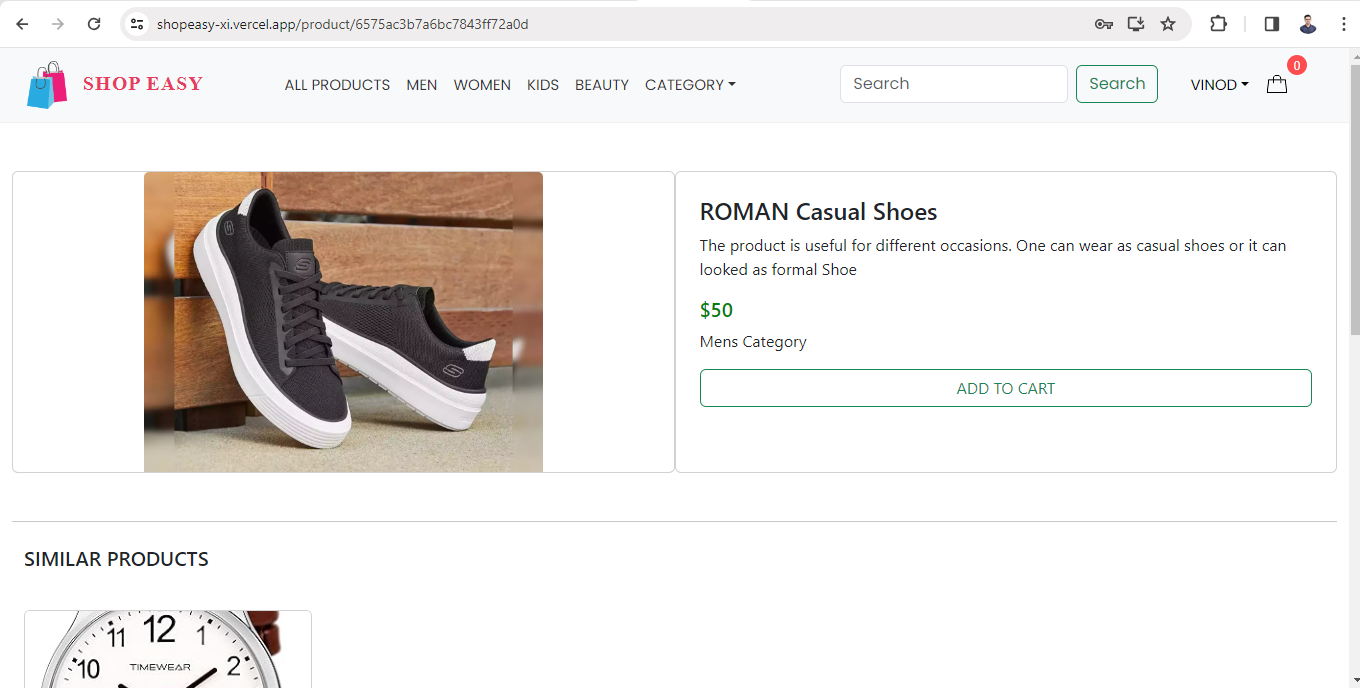 shopeasy-xi.vercel.app/product/6575ac3b7a6bc7843ff72a0d
SHOP EASY
ALL PRODUCTS MEN WOMEN KIDS BEAUTY CATEGORY
Search
Search
VINOD
0
ROMAN Casual Shoes
The product is useful for different occasions. One can wear as casual shoes or it can
looked as formal Shoe
$50
Mens Category
ADD TO CART
SIMILAR PRODUCTS
11 12 1
10 TIMEWEAR 2